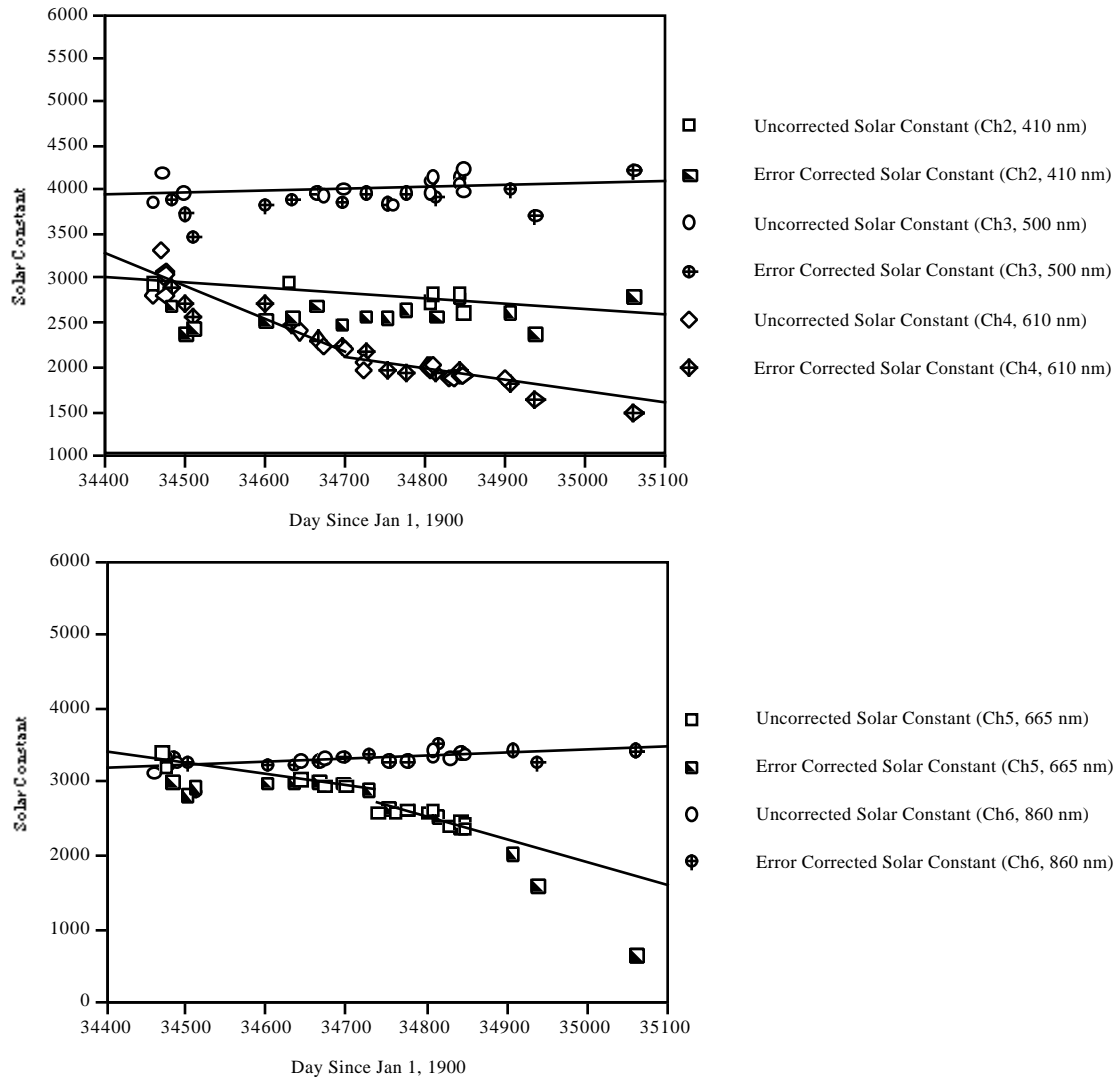 6000
5500
5000
4500
4000
3500
3000
2500
2000
1500
1000
Solar Constant
34400 34500 34600 34700 34800 34900 35000 35100
Day Since Jan 1, 1900
Uncorrected Solar Constant (Ch2, 410 nm)
Error Corrected Solar Constant (Ch2, 410 nm)
Uncorrected Solar Constant (Ch3, 500 nm)
Error Corrected Solar Constant (Ch3, 500 nm)
Uncorrected Solar Constant (Ch4, 610 nm)
Error Corrected Solar Constant (Ch4, 610 nm)
6000
5000
4000
3000
2000
1000
0
Solar Constant
34400 34500 34600 34700 34800 34900 35000 35100
Day Since Jan 1, 1900
Uncorrected Solar Constant (Ch5, 665 nm)
Error Corrected Solar Constant (Ch5, 665 nm)
Uncorrected Solar Constant (Ch6, 860 nm)
Error Corrected Solar Constant (Ch6, 860 nm)